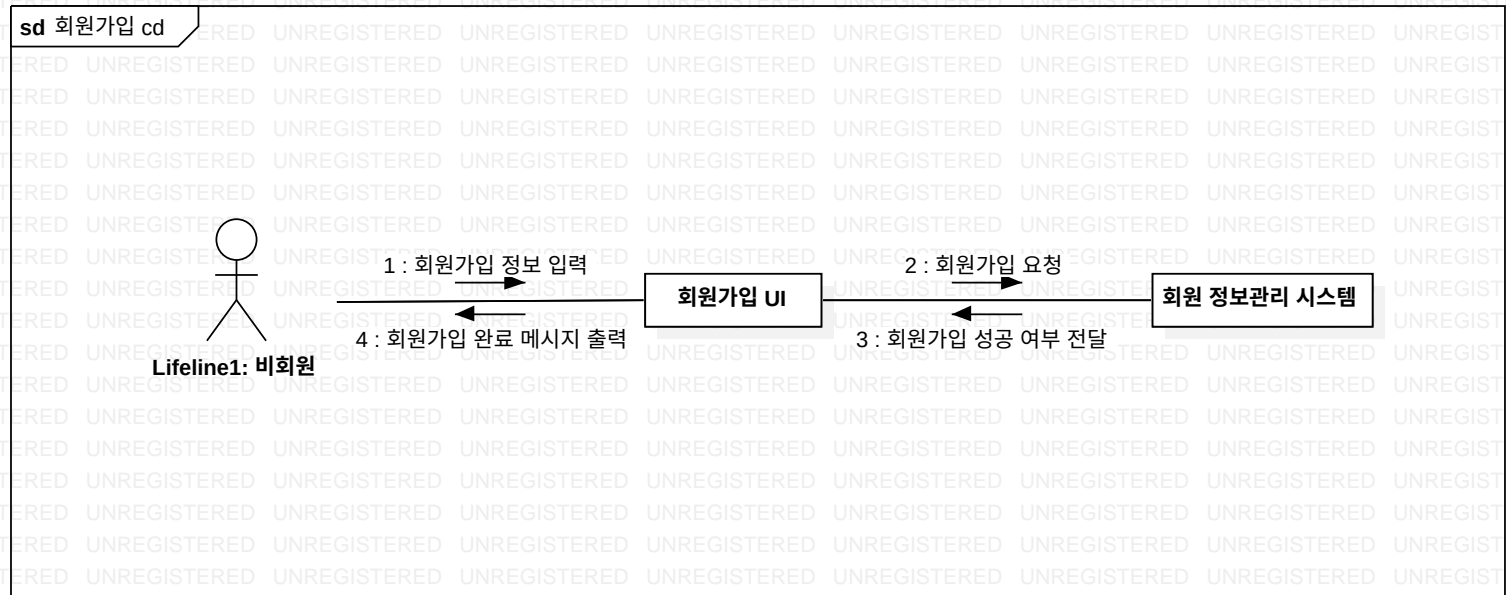 sd 회원가입 cd
1 : 회원가입 정보 입력
2 : 회원가입 요청
회원가입 UI
회원 정보관리 시스템
4 : 회원가입 완료 메시지 출력
3 : 회원가입 성공 여부 전달
Lifeline1: 비회원
UNREGISTERED